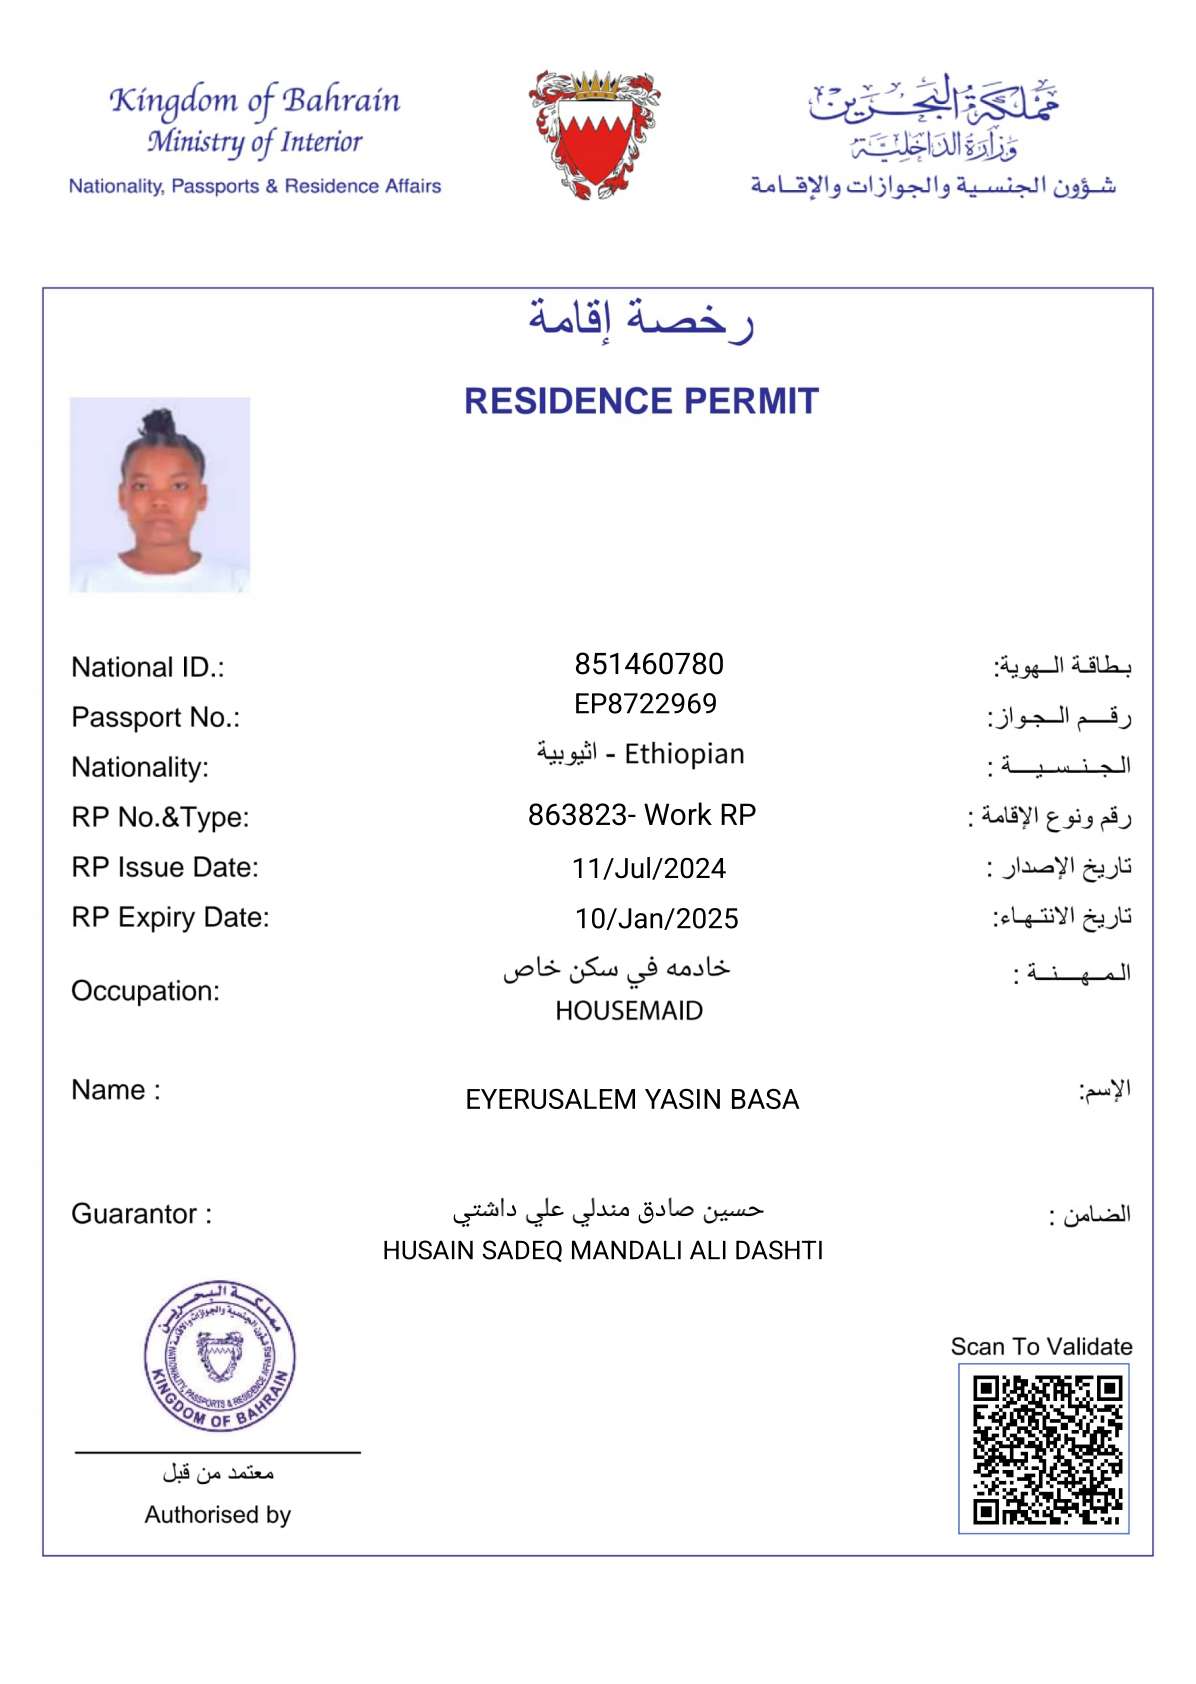 Kingdom of Bahrain
Ministry of Interior
Nationality, Passports & Residence Affairs
مملكة البحرين
وزارة الداخلية
شؤون الجنسية والجوازات والإقامة
رخصة إقامة
RESIDENCE PERMIT
National ID.: 851460780 بطاقة الهوية:
Passport No.: EP8722969 رقم الجواز:
Nationality: اثيوبية - Ethiopian الجنسية :
RP No.&Type: 863823- Work RP رقم ونوع الإقامة :
RP Issue Date: 11/Jul/2024 تاريخ الإصدار :
RP Expiry Date: 10/Jan/2025 تاريخ الانتهاء:
Occupation: خادمه في سكن خاص المهنة :
HOUSEMAID
Name : EYERUSALEM YASIN BASA الإسم:
Guarantor : حسين صادق مندلي علي داشتي الضامن :
HUSAIN SADEQ MANDALI ALI DASHTI
مملكة البحرين
شؤون الجنسية والجوازات والإقامة
NATIONALITY, PASSPORTS & RESIDENCE AFFAIRS
KINGDOM OF BAHRAIN
Scan To Validate
معتمد من قبل
Authorised by